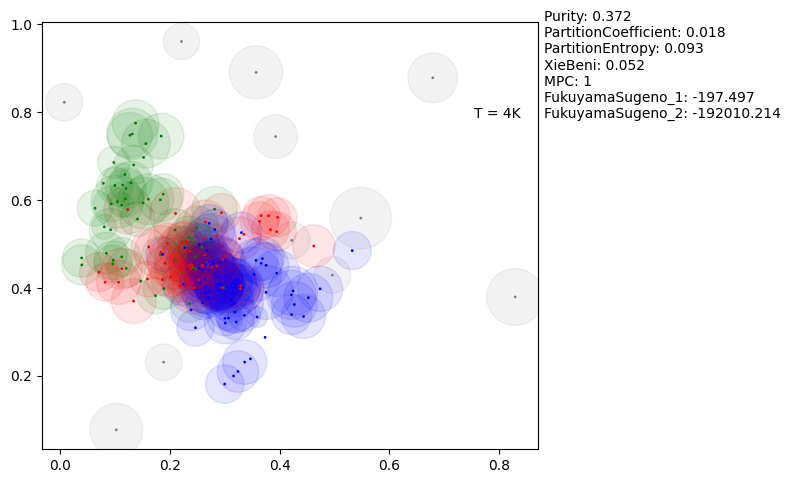 Purity: 0.372
PartitionCoefficient: 0.018
PartitionEntropy: 0.093
XieBeni: 0.052
MPC: 1
FukuyamaSugeno_1: -197.497
FukuyamaSugeno_2: -192010.214
T = 4K
1.0
0.8
0.6
0.4
0.2
0.0 0.2 0.4 0.6 0.8